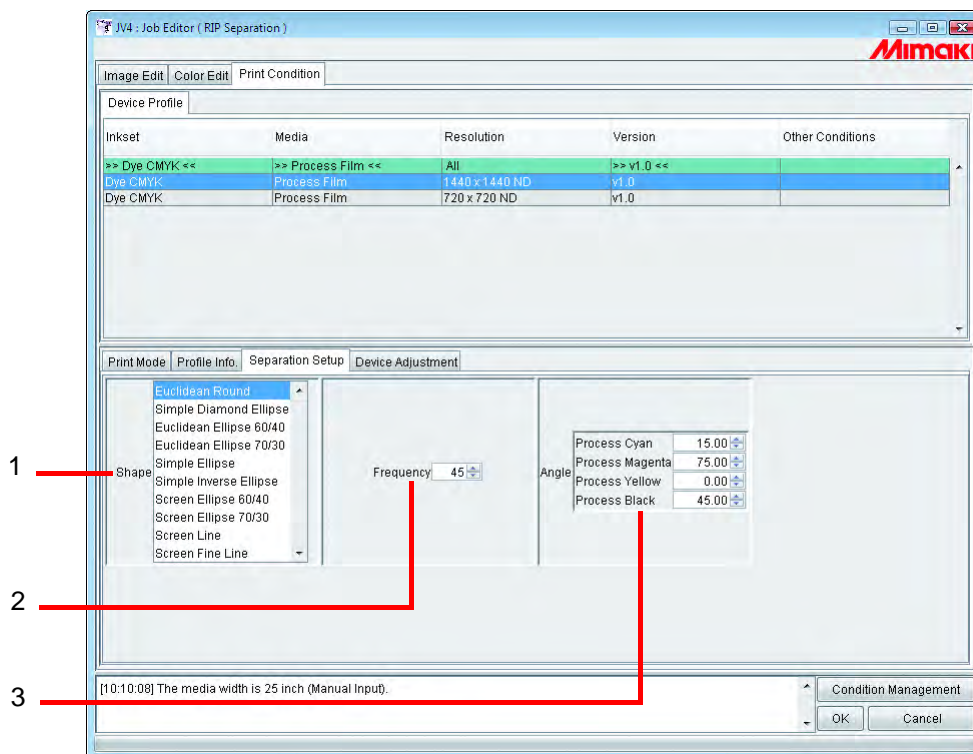 JV4 : Job Editor ( RIP Separation )
Mimaki
Image Edit Color Edit Print Condition
Device Profile
Inkset Media Resolution Version Other Conditions
>> Dye CMYK << >> Process Film << All >> v1.0 <<
Dye CMYK Process Film 1440 x 1440 ND v1.0
Dye CMYK Process Film 720 x 720 ND v1.0
Print Mode Profile Info. Separation Setup Device Adjustment
1
Shape
Euclidean Round
Simple Diamond Ellipse
Euclidean Ellipse 60/40
Euclidean Ellipse 70/30
Simple Ellipse
Simple Inverse Ellipse
Screen Ellipse 60/40
Screen Ellipse 70/30
Screen Line
Screen Fine Line
2
Frequency 45
Angle
Process Cyan 15.00
Process Magenta 75.00
Process Yellow 0.00
Process Black 45.00
3
[10:10:08] The media width is 25 inch (Manual Input).
Condition Management
OK Cancel